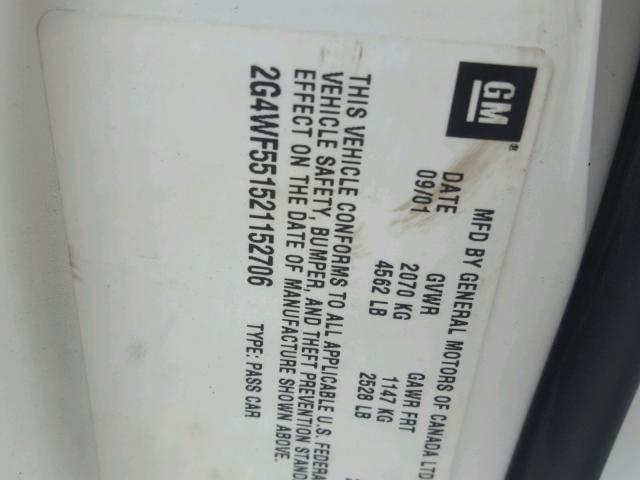 GM®
MFD BY GENERAL MOTORS OF CANADA LTD
DATE GVWR GAWR FRT
09/01 2070 KG 1147 KG
4562 LB 2528 LB
THIS VEHICLE CONFORMS TO ALL APPLICABLE U.S. FEDERA
VEHICLE SAFETY, BUMPER, AND THEFT PREVENTION STAND
EFFECT ON THE DATE OF MANUFACTURE SHOWN ABOVE.
2G4WF551521152706 TYPE: PASS CAR